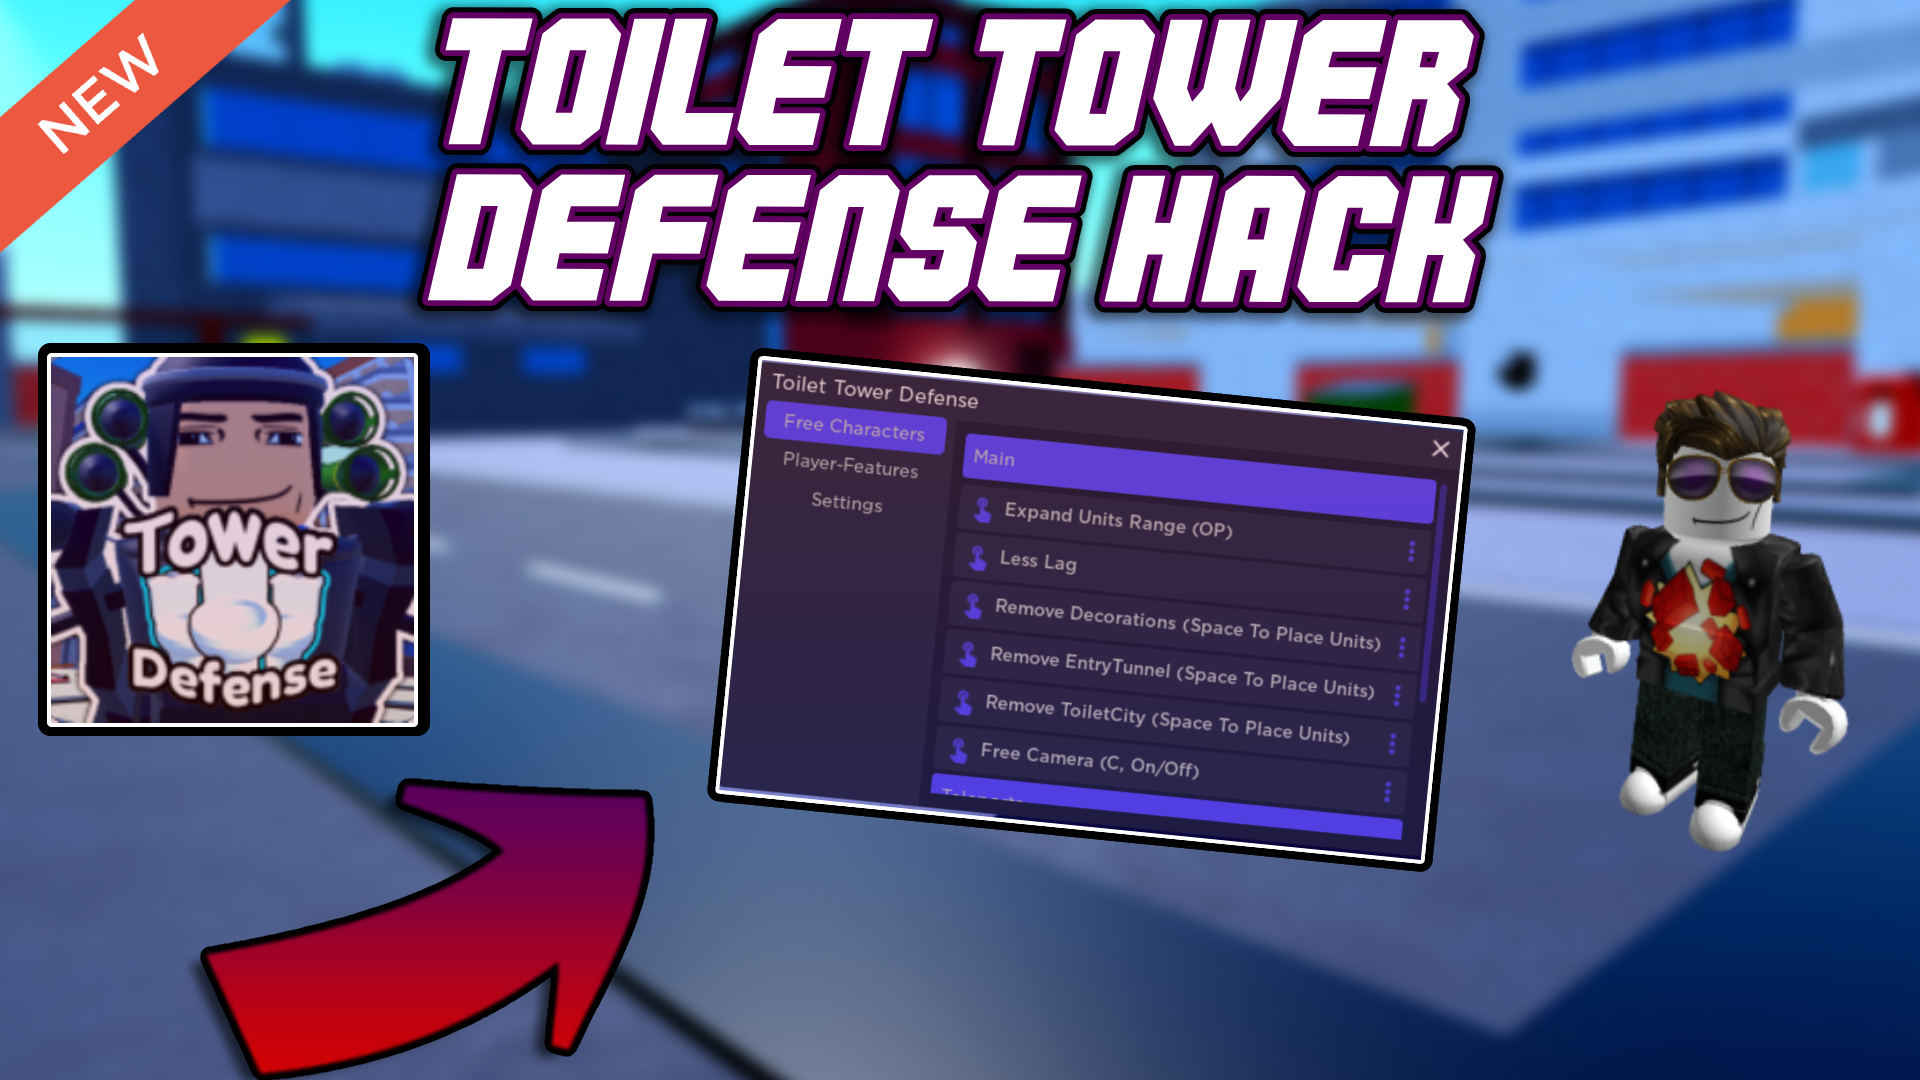 NEW
TOILET TOWER
DEFENSE HACK
Tower
Defense
Toilet Tower Defense
Free Characters
Player-Features
Settings
Main
Expand Units Range (OP)
Less Lag
Remove Decorations (Space To Place Units)
Remove EntryTunnel (Space To Place Units)
Remove ToiletCity (Space To Place Units)
Free Camera (C, On/Off)